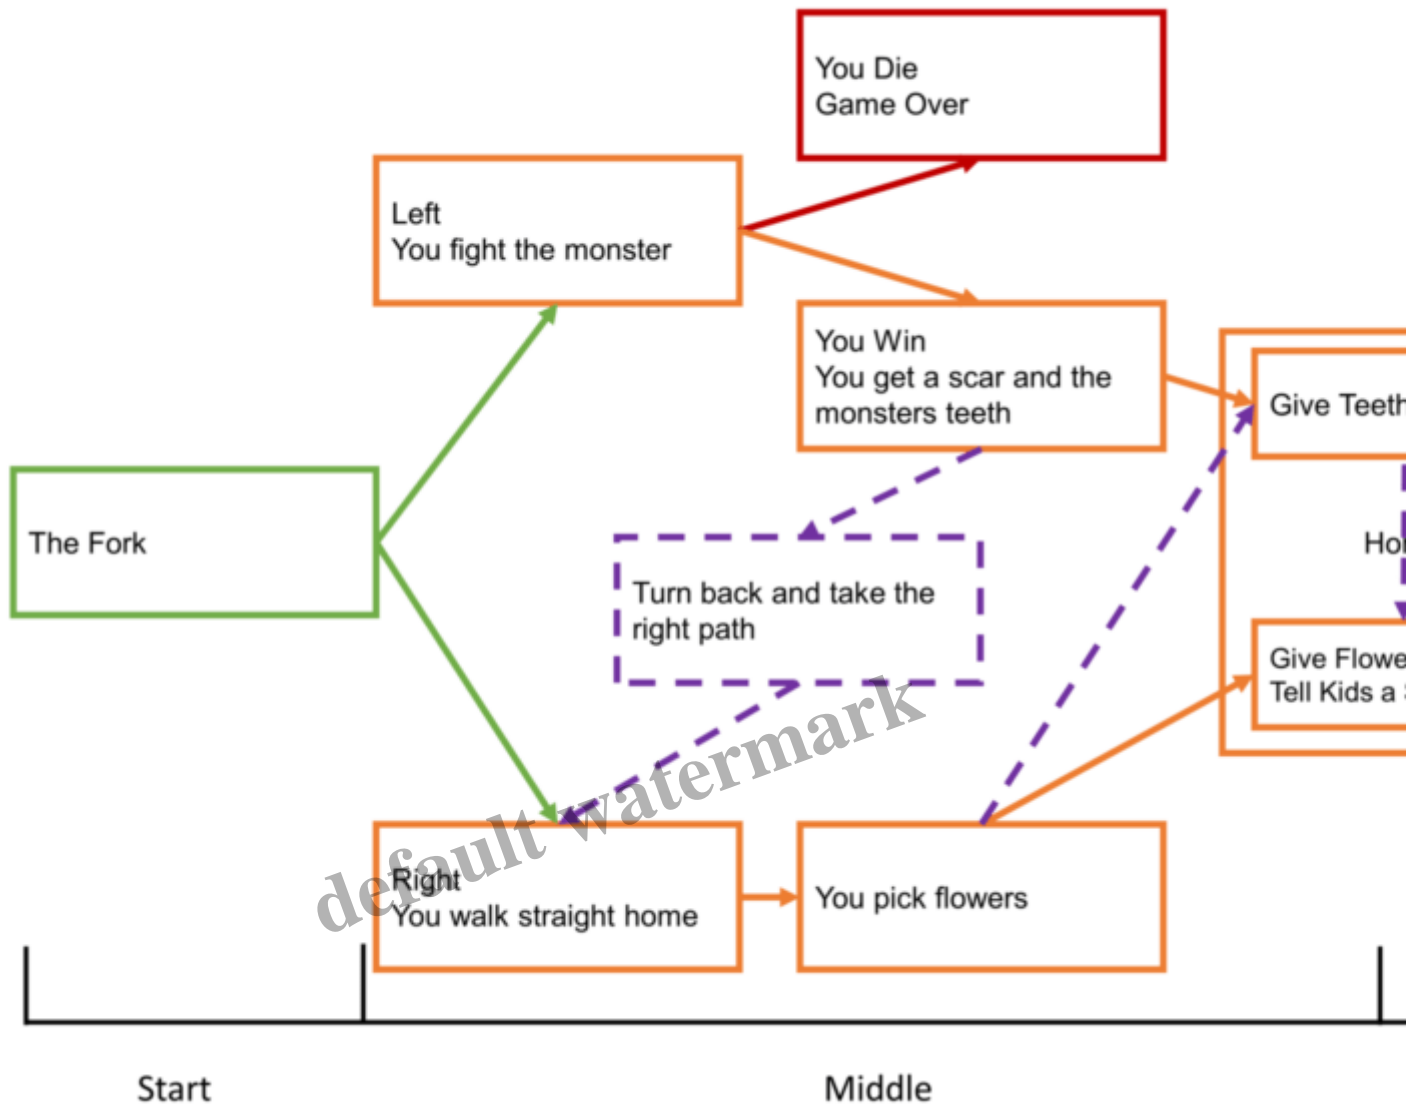 You Die
Game Over
Left
You fight the monster
You Win
You get a scar and the
monsters teeth
Give Teeth
The Fork
Turn back and take the
right path
Give
Tell Kids a
default watermark
Right
You walk straight home
You pick flowers
Start
Middle